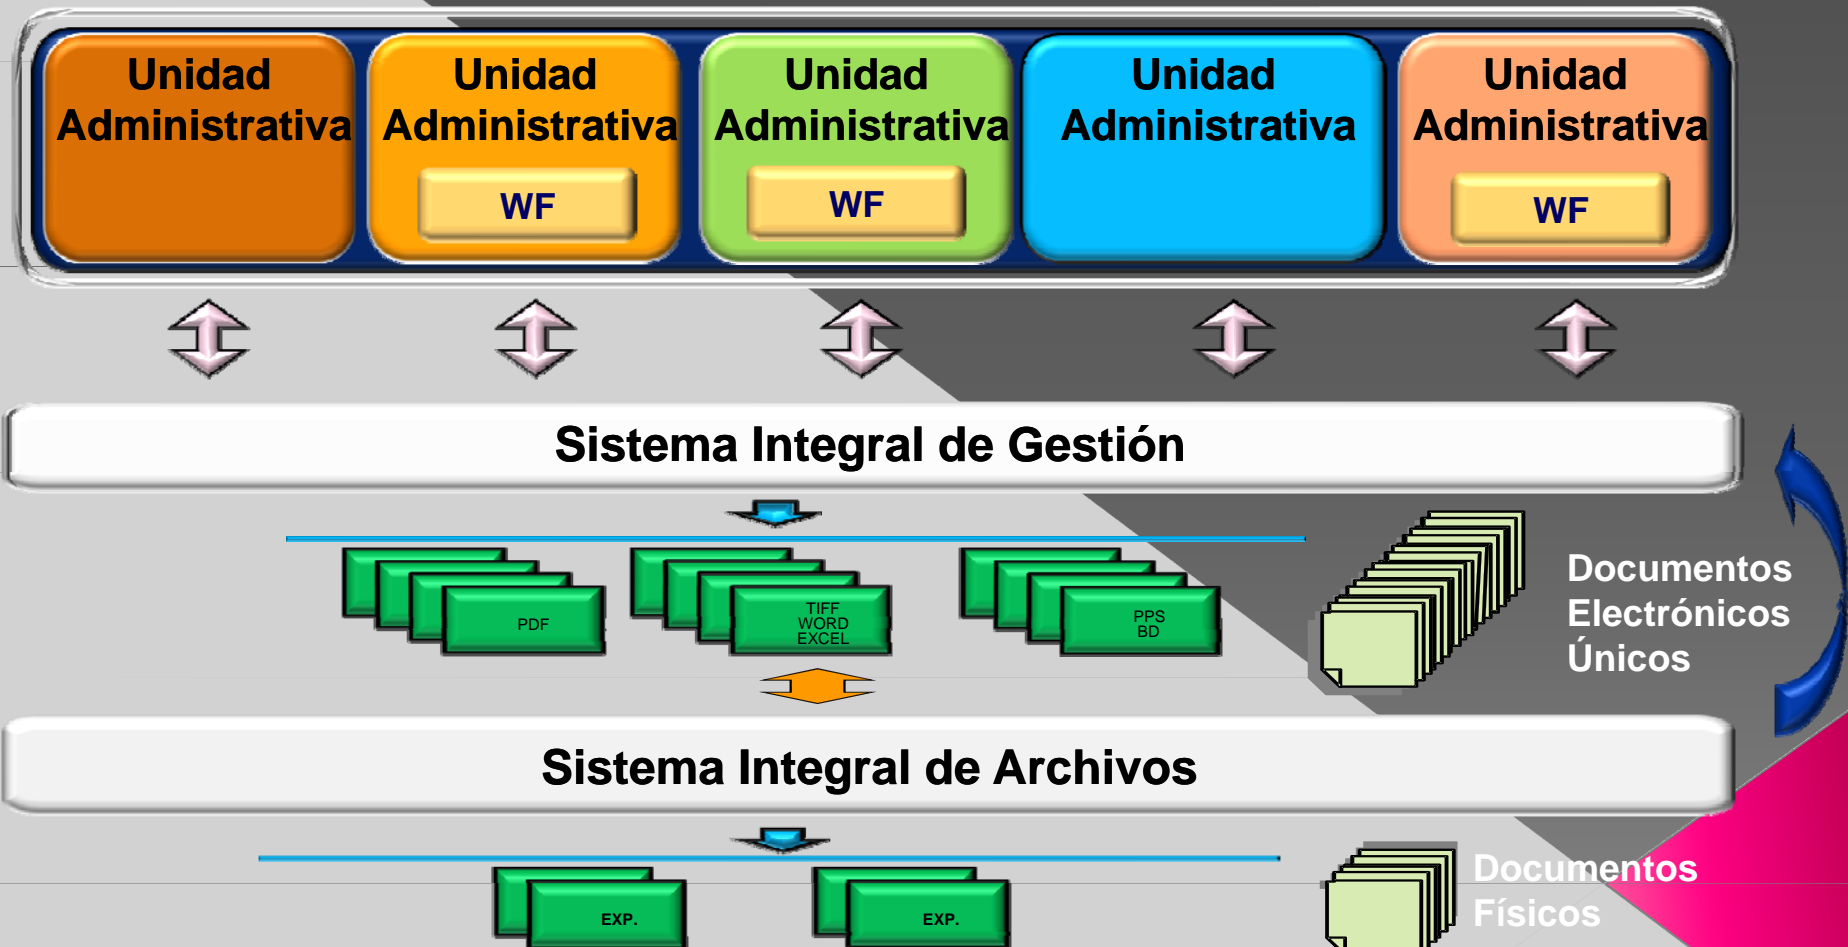 Unidad
Administrativa
Unidad
Administrativa
WF
Unidad
Administrativa
WF
Unidad
Administrativa
Unidad
Administrativa
WF
Sistema Integral de Gestión
PDF
TIFF
WORD
EXCEL
PPS
BD
Documentos
Electrónicos
Únicos
Sistema Integral de Archivos
EXP.
EXP.
Documentos
Físicos